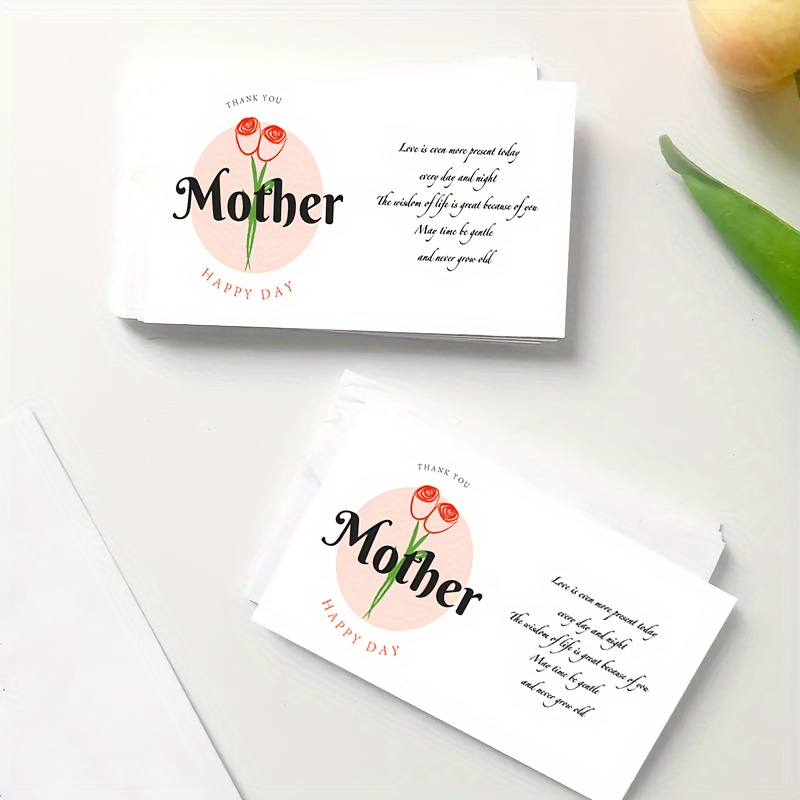 THANK YOU
Mother
HAPPY DAY
Love is even more present today
every day and night
The wisdom of life is great because of you
May time be gentle
and never grow old
THANK YOU
Mother
HAPPY DAY
Love is even more present today
every day and night
The wisdom of life is great because of you
May time be gentle
and never grow old